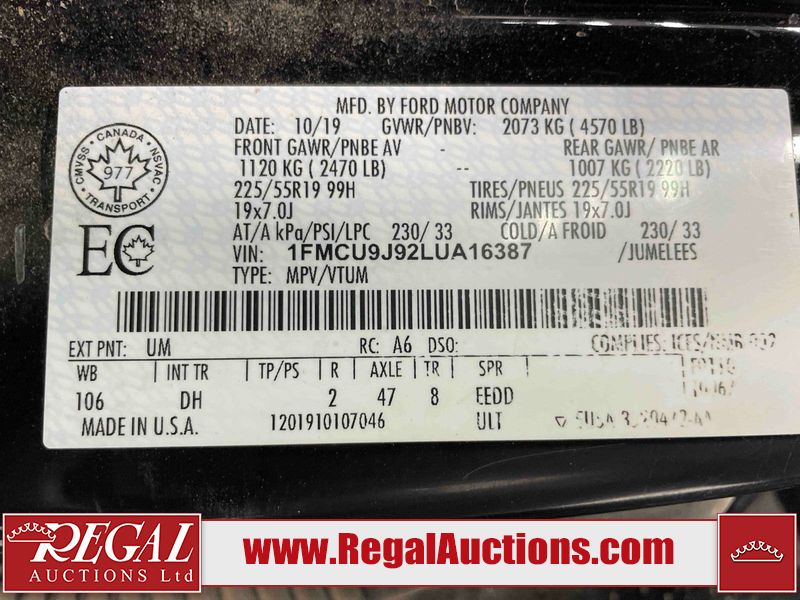 MFD. BY FORD MOTOR COMPANY
DATE: 10/19 GVWR/PNBV: 2073 KG ( 4570 LB)
FRONT GAWR/PNBE AV - REAR GAWR/ PNBE AR
1120 KG ( 2470 LB) -- 1007 KG ( 2220 LB)
225/55R19 99H TIRES/PNEUS 225/55R19 99H
19x7.0J RIMS/JANTES 19x7.0J
AT/A kPa/PSI/LPC 230/ 33 COLD/A FROID 230/ 33
VIN: 1FMCU9J92LUA16387 /JUMELEES
TYPE: MPV/VTUM
CANADA
CMVSS NSVAC
977
TRANSPORT
EC
EXT PNT: UM RC: A6 DSO: COMPLIES:
WB INT TR TP/PS R AXLE TR SPR
106 DH 2 47 8 EEDD
MADE IN U.S.A. 1201910107046 ULT
REGAL
AUCTIONS Ltd
www.RegalAuctions.com